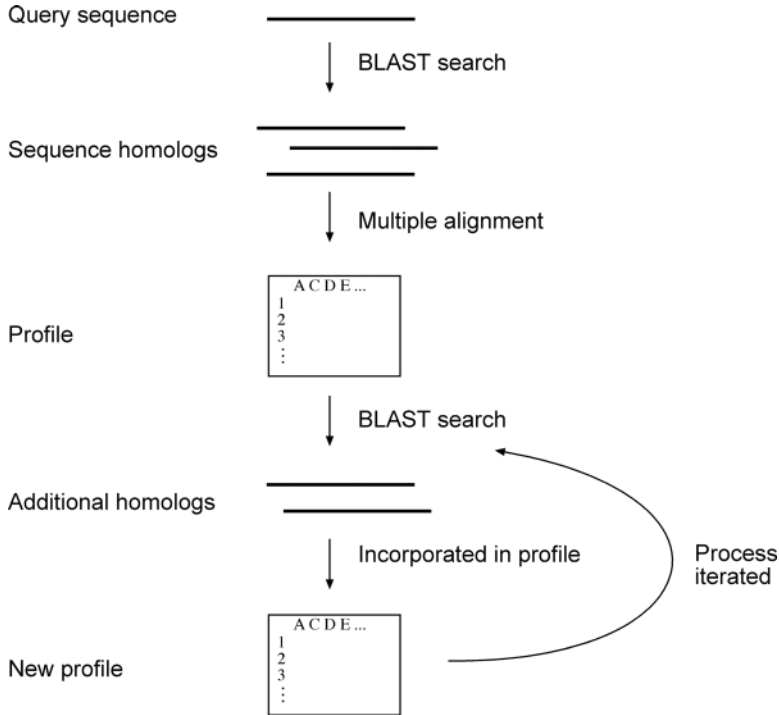 Query sequence
BLAST search
Sequence homologs
Multiple alignment
A C D E ...
1
2
3
⋮
Profile
BLAST search
Additional homologs
Incorporated in profile
Process
iterated
A C D E ...
1
2
3
⋮
New profile